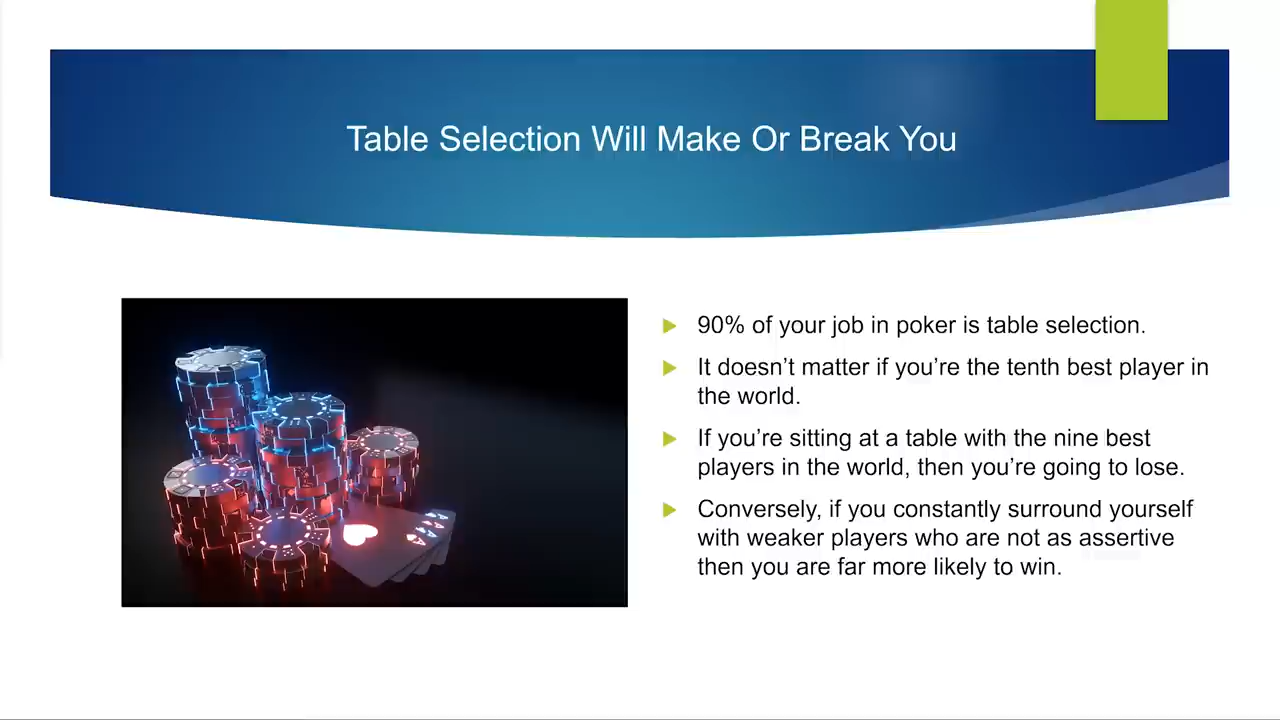 Table Selection Will Make Or Break You
90% of your job in poker is table selection.
It doesn’t matter if you’re the tenth best player in
the world.
If you’re sitting at a table with the nine best
players in the world, then you’re going to lose.
Conversely, if you constantly surround yourself
with weaker players who are not as assertive
then you are far more likely to win.